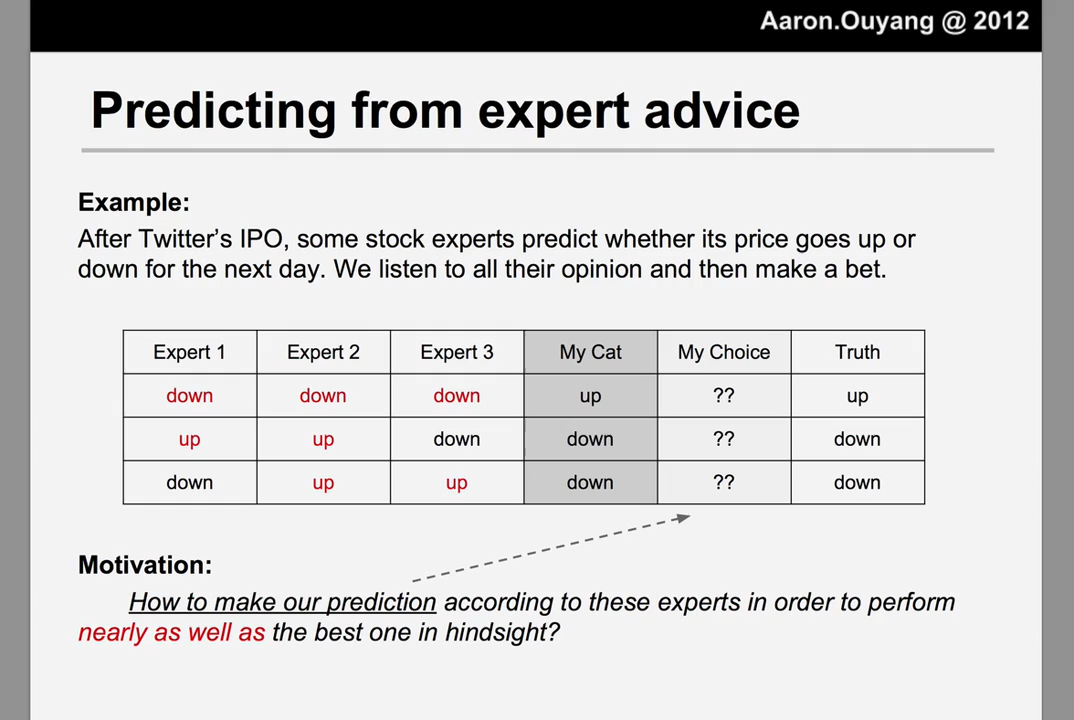 Aaron.Ouyang @ 2012
Predicting from expert advice
Example:
After Twitter’s IPO, some stock experts predict whether its price goes up or
down for the next day. We listen to all their opinion and then make a bet.
Expert 1 Expert 2 Expert 3 My Cat My Choice Truth
down down down up ?? up
up up down down ?? down
down up up down ?? down
Motivation:
How to make our prediction according to these experts in order to perform
nearly as well as the best one in hindsight?